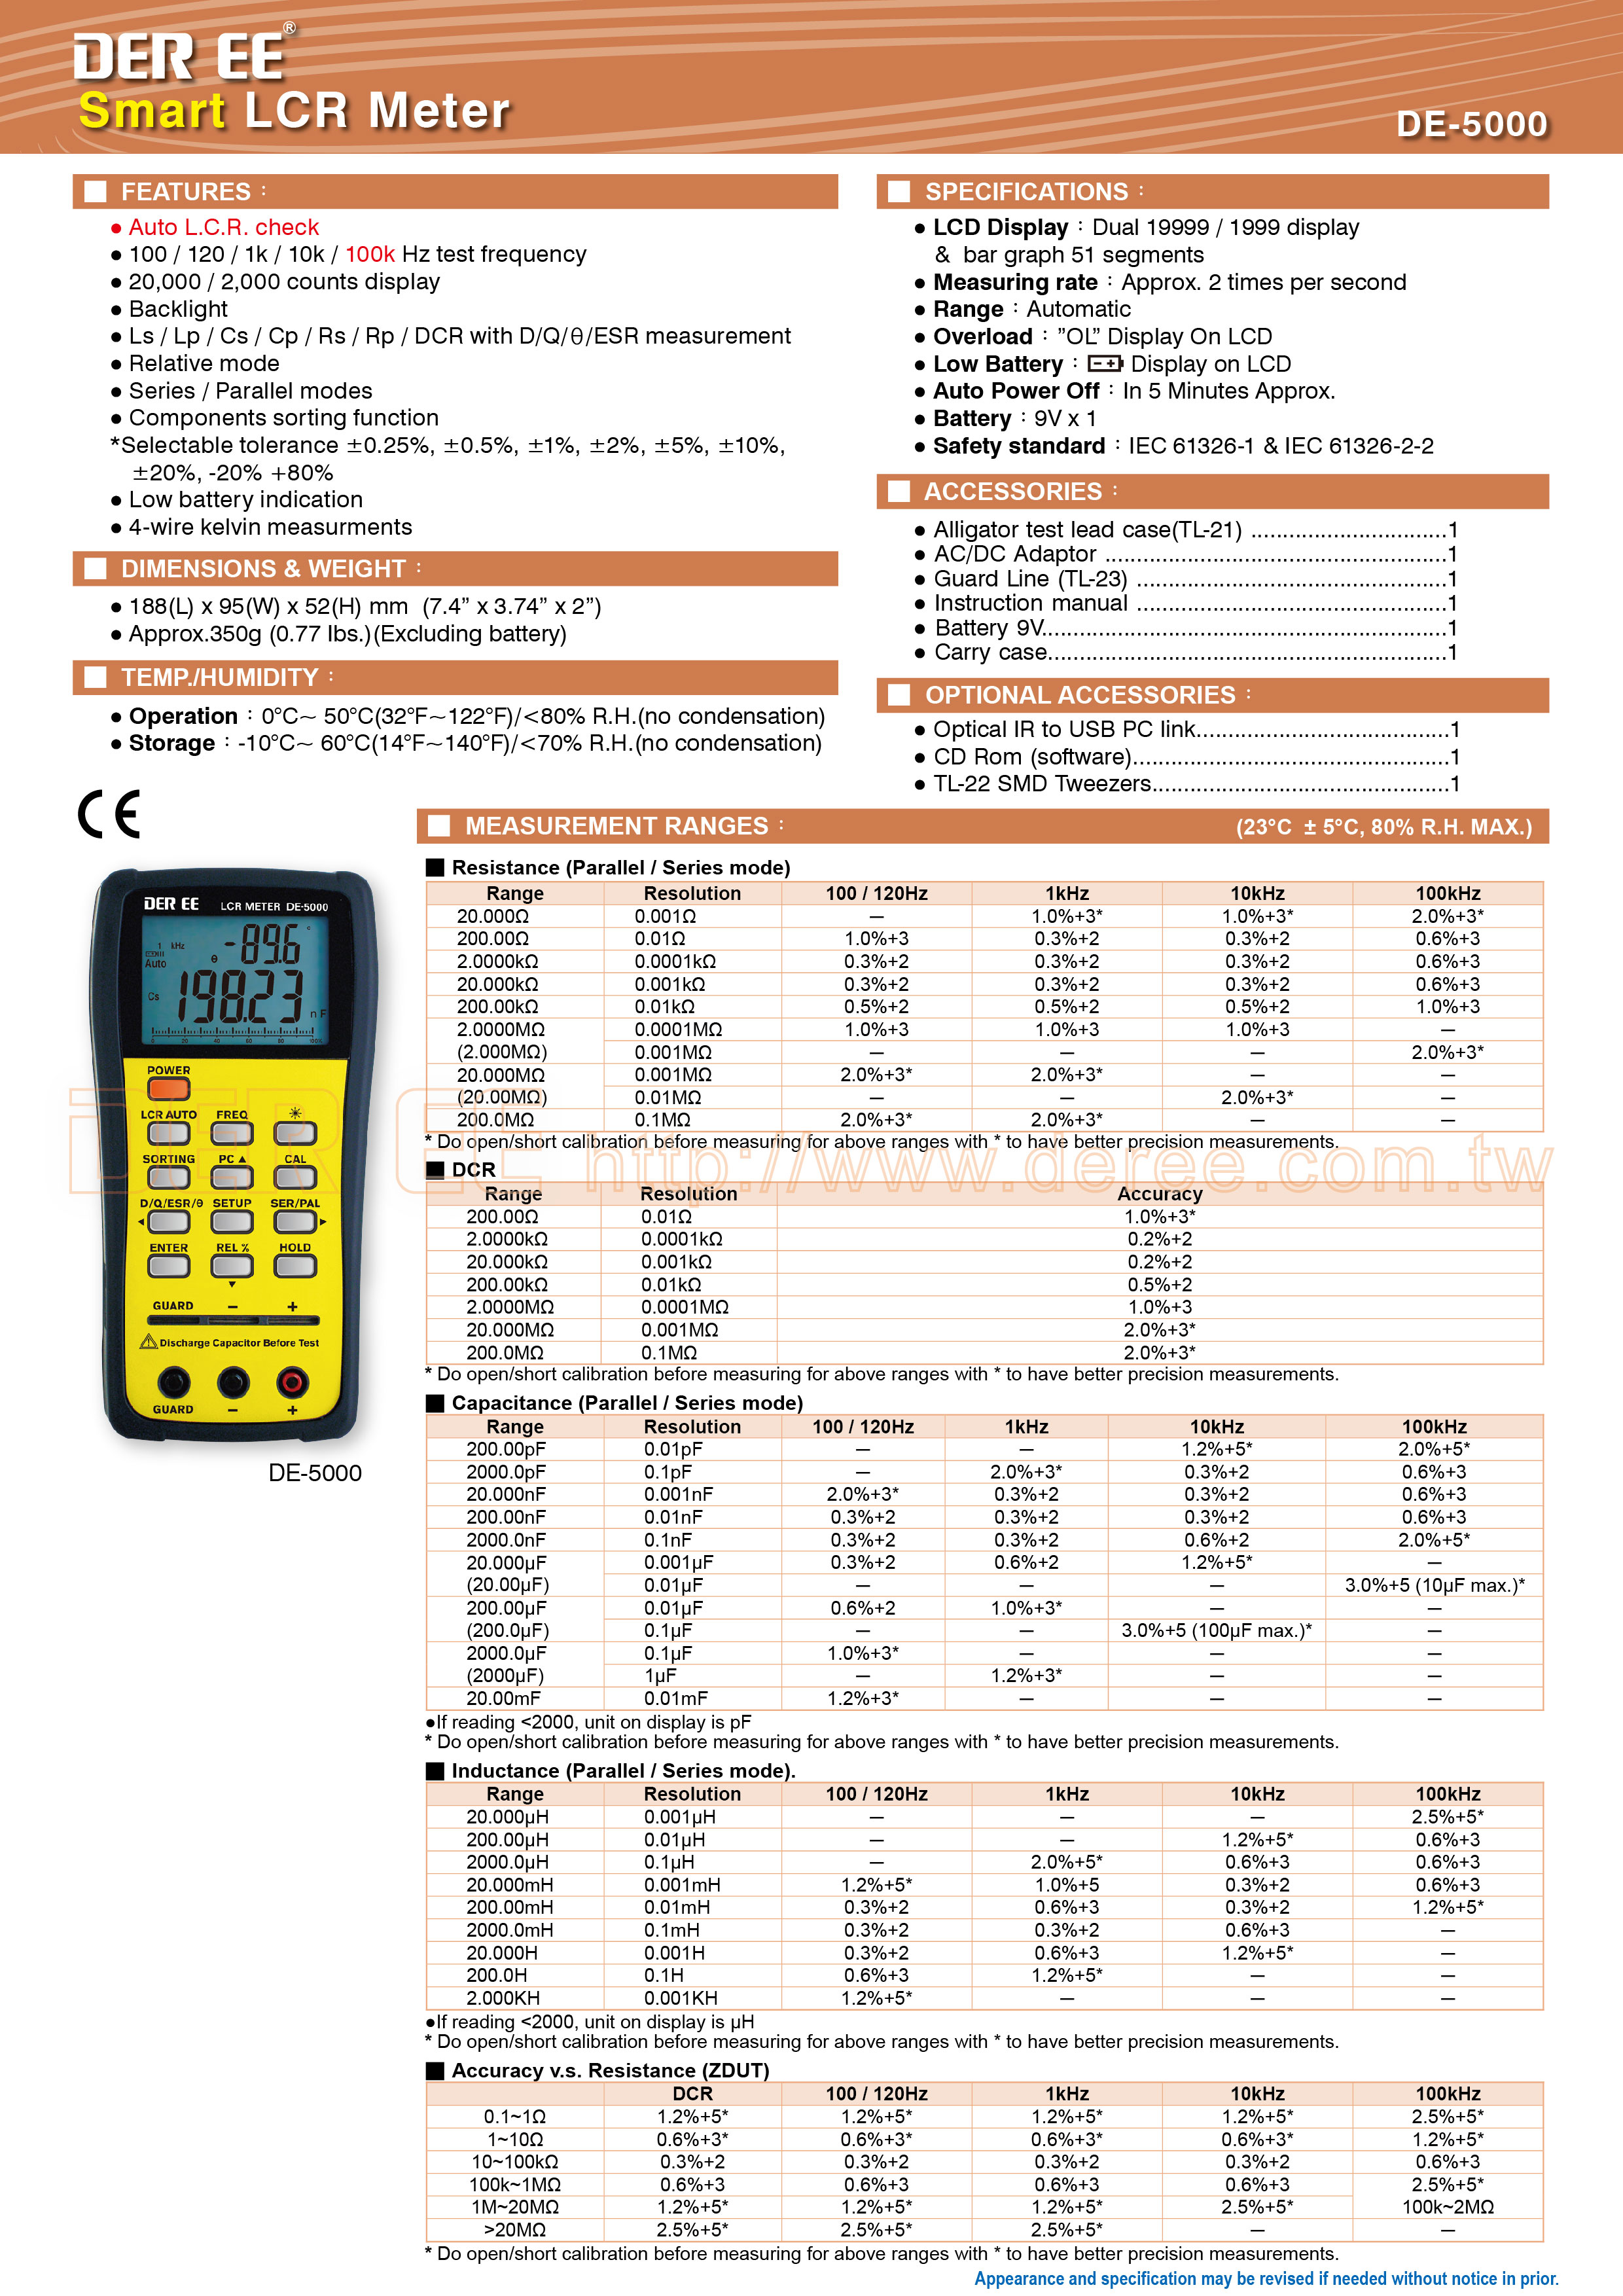 DER EE®
Smart LCR Meter
DE-5000
FEATURES：
● Auto L.C.R. check
● 100 / 120 / 1k / 10k / 100k Hz test frequency
● 20,000 / 2,000 counts display
● Backlight
● Ls / Lp / Cs / Cp / Rs / Rp / DCR with D/Q/θ/ESR measurement
● Relative mode
● Series / Parallel modes
● Components sorting function
*Selectable tolerance ±0.25%, ±0.5%, ±1%, ±2%, ±5%, ±10%,
±20%, -20% +80%
● Low battery indication
● 4-wire kelvin measurments
DIMENSIONS & WEIGHT：
● 188(L) x 95(W) x 52(H) mm (7.4” x 3.74” x 2”)
● Approx.350g (0.77 lbs.)(Excluding battery)
TEMP./HUMIDITY：
● Operation：0°C~ 50°C(32°F~122°F)/<80% R.H.(no condensation)
● Storage：-10°C~ 60°C(14°F~140°F)/<70% R.H.(no condensation)
SPECIFICATIONS：
● LCD Display：Dual 19999 / 1999 display
& bar graph 51 segments
● Measuring rate：Approx. 2 times per second
● Range：Automatic
● Overload：”OL” Display On LCD
● Low Battery： Display on LCD
● Auto Power Off：In 5 Minutes Approx.
● Battery：9V x 1
● Safety standard：IEC 61326-1 & IEC 61326-2-2
ACCESSORIES：
● Alligator test lead case(TL-21) ...............................1
● AC/DC Adaptor ......................................................1
● Guard Line (TL-23) .................................................1
● Instruction manual .................................................1
● Battery 9V................................................................1
● Carry case...............................................................1
OPTIONAL ACCESSORIES：
● Optical IR to USB PC link........................................1
● CD Rom (software)..................................................1
● TL-22 SMD Tweezers...............................................1
CE
DER EE LCR METER DE-5000
1 kHz
Auto
θ -89.6 °
Cs 198.23 nF
0 20 40 60 80 100%
POWER
LCR AUTO FREQ
SORTING PC▲ CAL
D/Q/ESR/θ SETUP SER/PAL
ENTER REL % HOLD
GUARD − +
Discharge Capacitor Before Test
GUARD − +
DE-5000
MEASUREMENT RANGES： (23°C ± 5°C, 80% R.H. MAX.)
Resistance (Parallel / Series mode)
Range Resolution 100 / 120Hz 1kHz 10kHz 100kHz
20.000Ω 0.001Ω — 1.0%+3* 1.0%+3* 2.0%+3*
200.00Ω 0.01Ω 1.0%+3 0.3%+2 0.3%+2 0.6%+3
2.0000kΩ 0.0001kΩ 0.3%+2 0.3%+2 0.3%+2 0.6%+3
20.000kΩ 0.001kΩ 0.3%+2 0.3%+2 0.3%+2 0.6%+3
200.00kΩ 0.01kΩ 0.5%+2 0.5%+2 0.5%+2 1.0%+3
2.0000MΩ 0.0001MΩ 1.0%+3 1.0%+3 1.0%+3 —
(2.000MΩ) 0.001MΩ — — — 2.0%+3*
20.000MΩ 0.001MΩ 2.0%+3* 2.0%+3* — —
(20.00MΩ) 0.01MΩ — — 2.0%+3* —
200.0MΩ 0.1MΩ 2.0%+3* 2.0%+3* — —
* Do open/short calibration before measuring for above ranges with * to have better precision measurements.
DER EE http://www.deree.com.tw
DCR
Range Resolution Accuracy
200.00Ω 0.01Ω 1.0%+3*
2.0000kΩ 0.0001kΩ 0.2%+2
20.000kΩ 0.001kΩ 0.2%+2
200.00kΩ 0.01kΩ 0.5%+2
2.0000MΩ 0.0001MΩ 1.0%+3
20.000MΩ 0.001MΩ 2.0%+3*
200.0MΩ 0.1MΩ 2.0%+3*
* Do open/short calibration before measuring for above ranges with * to have better precision measurements.
Capacitance (Parallel / Series mode)
Range Resolution 100 / 120Hz 1kHz 10kHz 100kHz
200.00pF 0.01pF — — 1.2%+5* 2.0%+5*
2000.0pF 0.1pF — 2.0%+3* 0.3%+2 0.6%+3
20.000nF 0.001nF 2.0%+3* 0.3%+2 0.3%+2 0.6%+3
200.00nF 0.01nF 0.3%+2 0.3%+2 0.3%+2 0.6%+3
2000.0nF 0.1nF 0.3%+2 0.3%+2 0.6%+2 2.0%+5*
20.000µF 0.001µF 0.3%+2 0.6%+2 1.2%+5* —
(20.00µF) 0.01µF — — — 3.0%+5 (10µF max.)*
200.00µF 0.01µF 0.6%+2 1.0%+3* — —
(200.0µF) 0.1µF — — 3.0%+5 (100µF max.)* —
2000.0µF 0.1µF 1.0%+3* — — —
(2000µF) 1µF — 1.2%+3* — —
20.00mF 0.01mF 1.2%+3* — — —
●If reading <2000, unit on display is pF
* Do open/short calibration before measuring for above ranges with * to have better precision measurements.
Inductance (Parallel / Series mode).
Range Resolution 100 / 120Hz 1kHz 10kHz 100kHz
20.000µH 0.001µH — — — 2.5%+5*
200.00µH 0.01µH — — 1.2%+5* 0.6%+3
2000.0µH 0.1µH — 2.0%+5* 0.6%+3 0.6%+3
20.000mH 0.001mH 1.2%+5* 1.0%+5 0.3%+2 0.6%+3
200.00mH 0.01mH 0.3%+2 0.6%+3 0.3%+2 1.2%+5*
2000.0mH 0.1mH 0.3%+2 0.3%+2 0.6%+3 —
20.000H 0.001H 0.3%+2 0.6%+3 1.2%+5* —
200.0H 0.1H 0.6%+3 1.2%+5* — —
2.000KH 0.001KH 1.2%+5* — — —
●If reading <2000, unit on display is µH
* Do open/short calibration before measuring for above ranges with * to have better precision measurements.
Accuracy v.s. Resistance (ZDUT)
DCR 100 / 120Hz 1kHz 10kHz 100kHz
0.1~1Ω 1.2%+5* 1.2%+5* 1.2%+5* 1.2%+5* 2.5%+5*
1~10Ω 0.6%+3* 0.6%+3* 0.6%+3* 0.6%+3* 1.2%+5*
10~100kΩ 0.3%+2 0.3%+2 0.3%+2 0.3%+2 0.6%+3
100k~1MΩ 0.6%+3 0.6%+3 0.6%+3 0.6%+3 2.5%+5*
1M~20MΩ 1.2%+5* 1.2%+5* 1.2%+5* 2.5%+5* 100k~2MΩ
>20MΩ 2.5%+5* 2.5%+5* 2.5%+5* — —
* Do open/short calibration before measuring for above ranges with * to have better precision measurements.
Appearance and specification may be revised if needed without notice in prior.